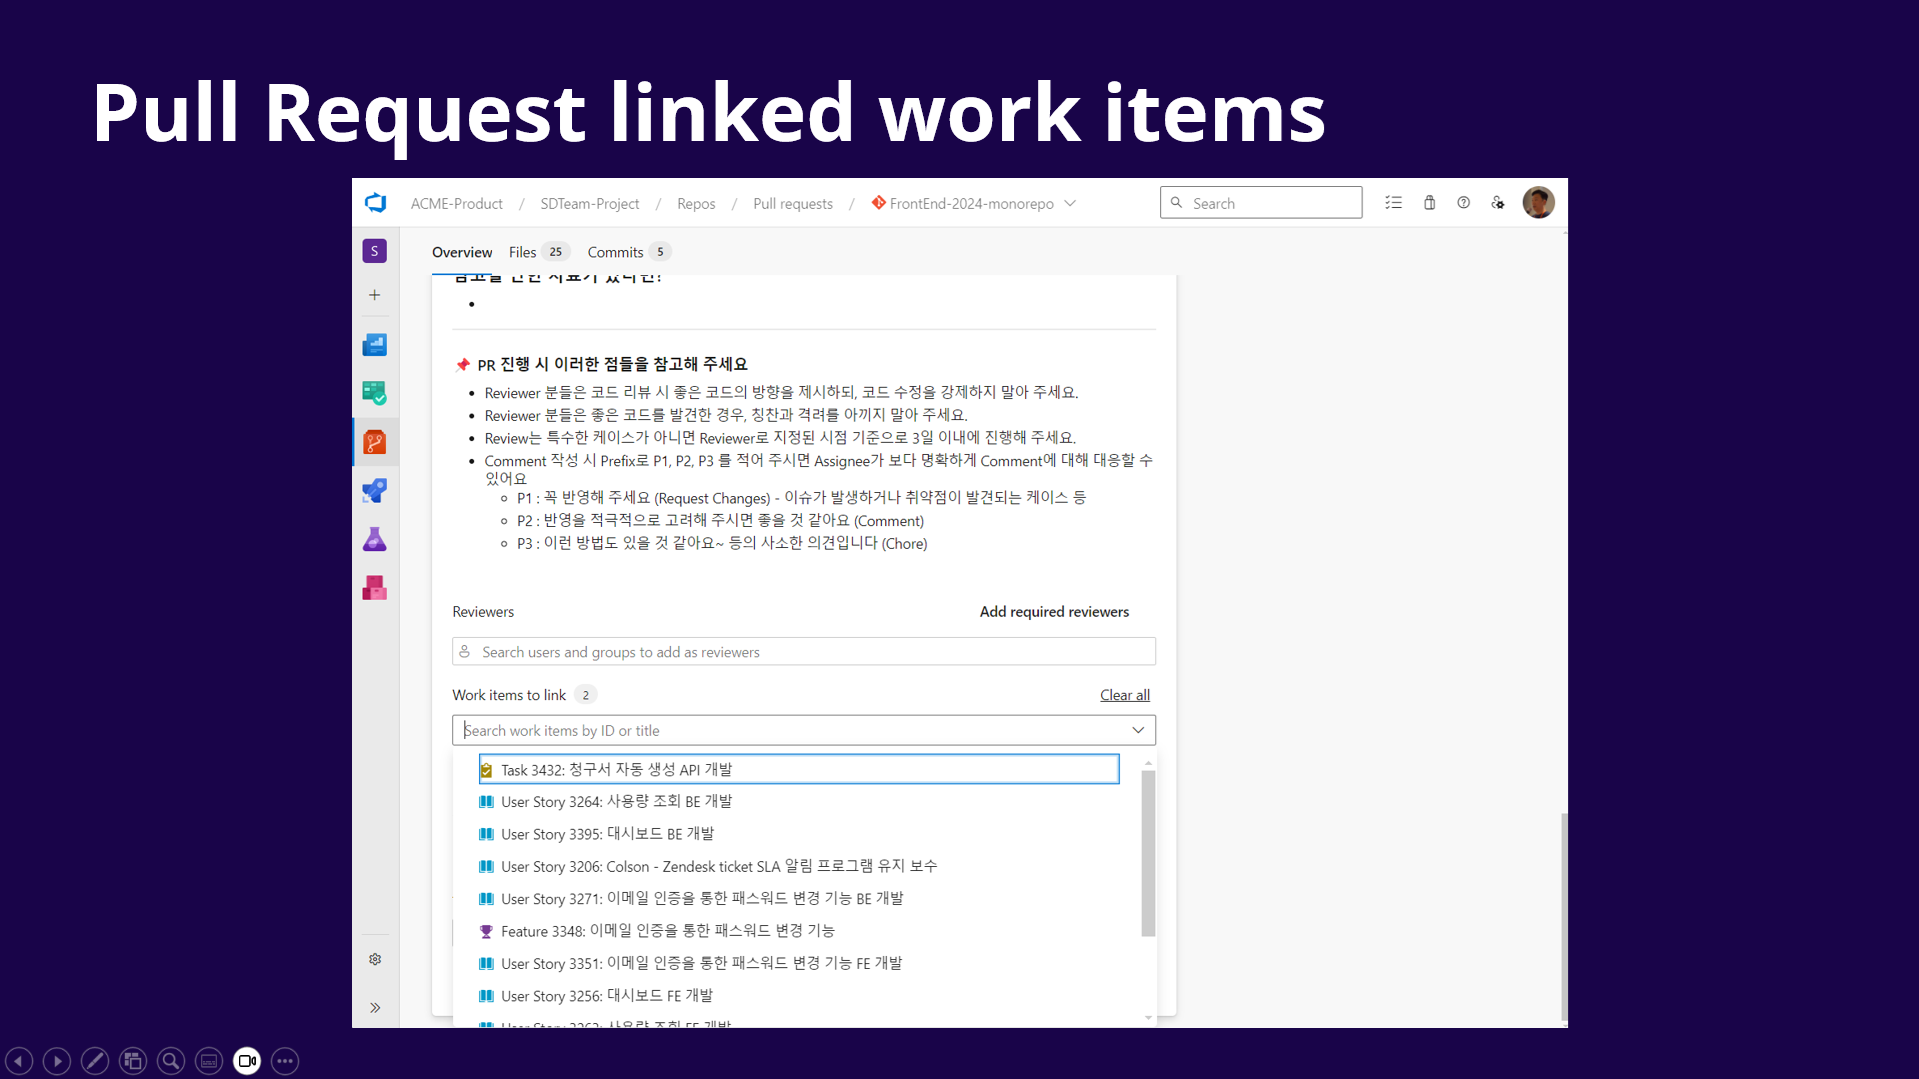 Pull Request linked work items
ACME-Product / SDTeam-Project / Repos / Pull requests / FrontEnd-2024-monorepo
Search
S
Overview Files 25 Commits 5
참고할 만한 자료가 있다면!
PR 진행 시 이러한 점들을 참고해 주세요
Reviewer 분들은 코드 리뷰 시 좋은 코드의 방향을 제시하되, 코드 수정을 강제하지 말아 주세요.
Reviewer 분들은 좋은 코드를 발견한 경우, 칭찬과 격려를 아끼지 말아 주세요.
Review는 특수한 케이스가 아니면 Reviewer로 지정된 시점 기준으로 3일 이내에 진행해 주세요.
Comment 작성 시 Prefix로 P1, P2, P3 를 적어 주시면 Assignee가 보다 명확하게 Comment에 대해 대응할 수
있어요
P1 : 꼭 반영해 주세요 (Request Changes) - 이슈가 발생하거나 취약점이 발견되는 케이스 등
P2 : 반영을 적극적으로 고려해 주시면 좋을 것 같아요 (Comment)
P3 : 이런 방법도 있을 것 같아요~ 등의 사소한 의견입니다 (Chore)
Reviewers
Add required reviewers
Search users and groups to add as reviewers
Work items to link 2
Clear all
Search work items by ID or title
Task 3432: 청구서 자동 생성 API 개발
User Story 3264: 사용량 조회 BE 개발
User Story 3395: 대시보드 BE 개발
User Story 3206: Colson - Zendesk ticket SLA 알림 프로그램 유지 보수
User Story 3271: 이메일 인증을 통한 패스워드 변경 기능 BE 개발
Feature 3348: 이메일 인증을 통한 패스워드 변경 기능
User Story 3351: 이메일 인증을 통한 패스워드 변경 기능 FE 개발
User Story 3256: 대시보드 FE 개발
User Story 3263: 사용량 조회 FE 개발